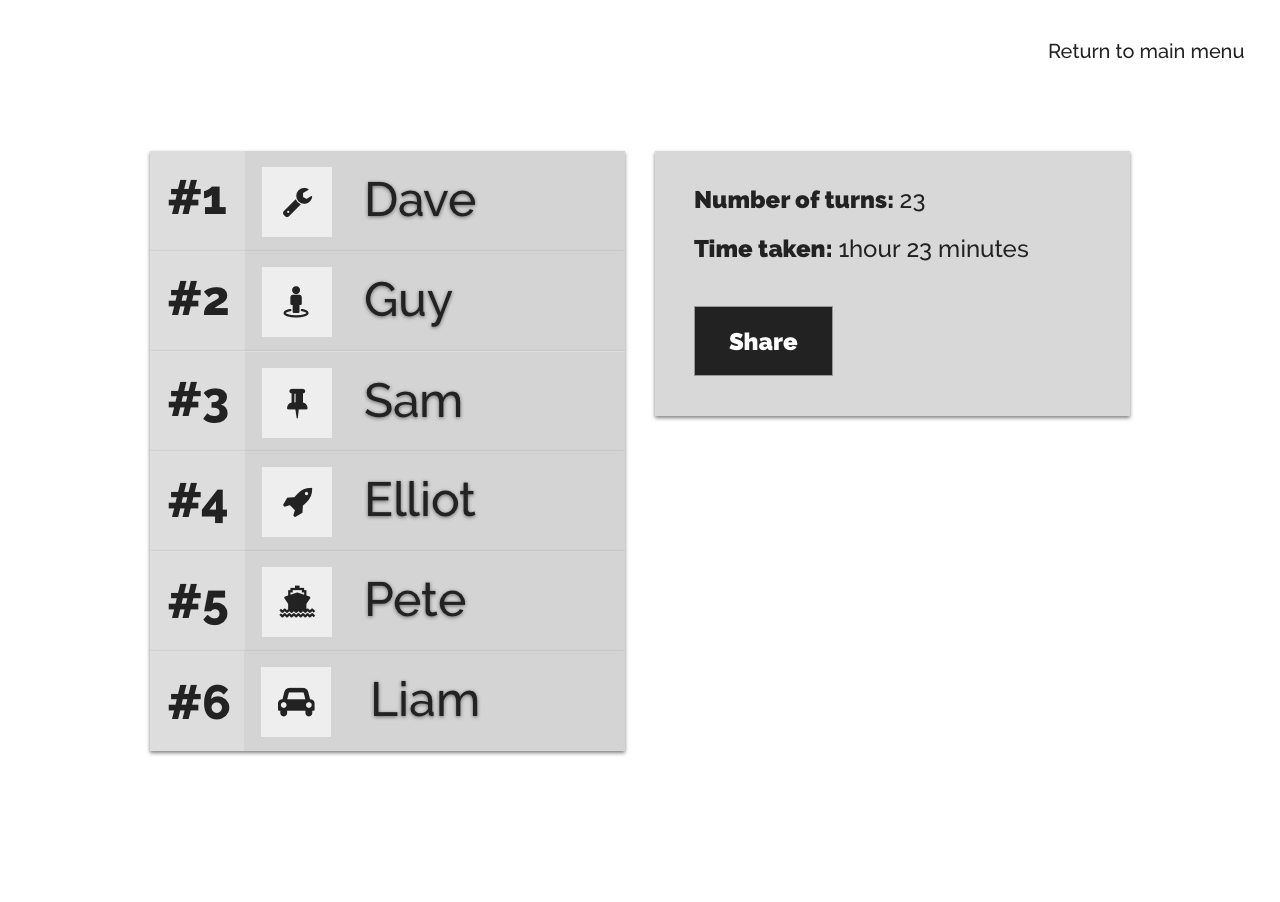 Return to main menu
#1 Dave
#2 Guy
#3 Sam
#4 Elliot
#5 Pete
#6 Liam
Number of turns: 23
Time taken: 1hour 23 minutes
Share